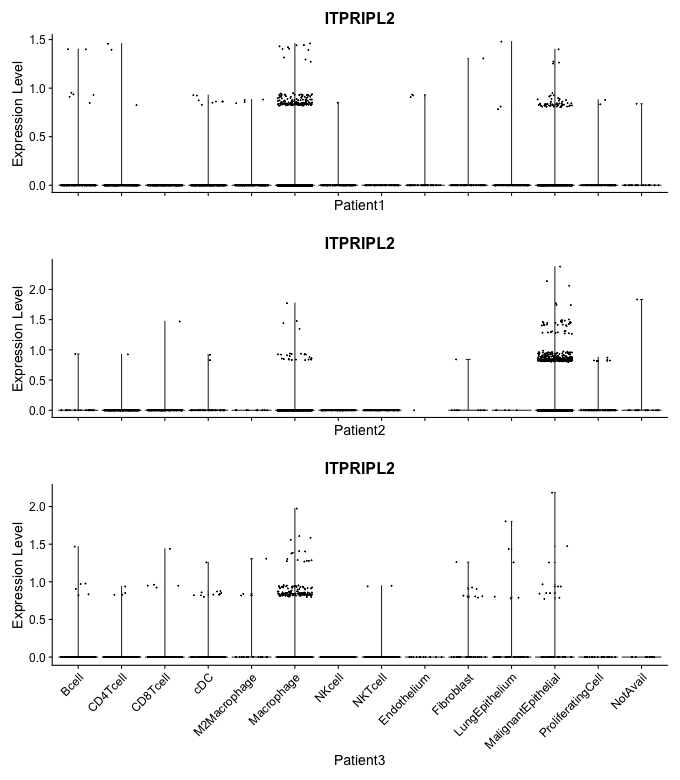 ITPRIPL2
Expression Level
1.5
1.0
0.5
0.0
Patient1
ITPRIPL2
Expression Level
2.0
1.5
1.0
0.5
0.0
Patient2
ITPRIPL2
Expression Level
2.0
1.5
1.0
0.5
0.0
Bcell
CD4Tcell
CD8Tcell
cDC
M2Macrophage
Macrophage
NKcell
NKTcell
Endothelium
Fibroblast
LungEpithelium
MalignantEpithelial
ProliferatingCell
NotAvail
Patient3